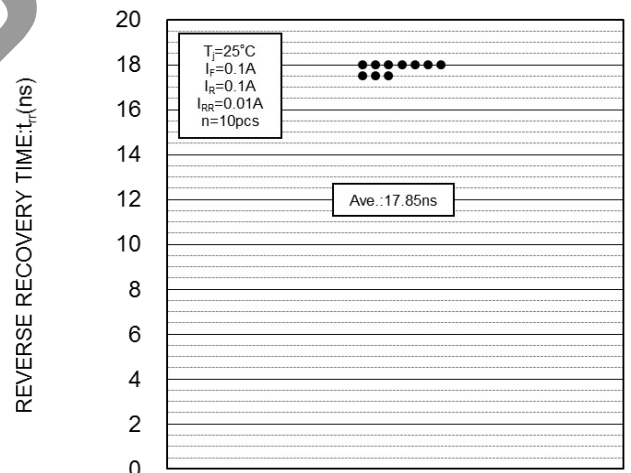 REVERSE RECOVERY TIME:trr(ns)
20
18
16
14
12
10
8
6
4
2
0
Tj=25°C
IF=0.1A
IR=0.1A
IRR=0.01A
n=10pcs
Ave.:17.85ns